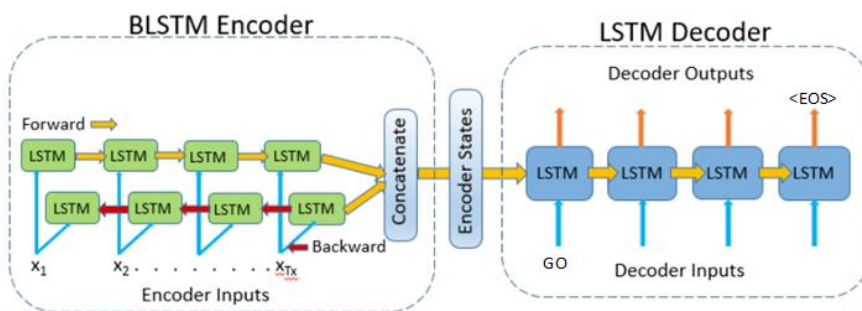 BLSTM Encoder
LSTM Decoder
Decoder Outputs
<EOS>
Forward
LSTM LSTM LSTM LSTM
LSTM LSTM LSTM LSTM
Concatenate
Encoder States
LSTM LSTM LSTM LSTM
Backward
x₁ x₂ . . . . . . . . . x_Tx
GO
Encoder Inputs
Decoder Inputs